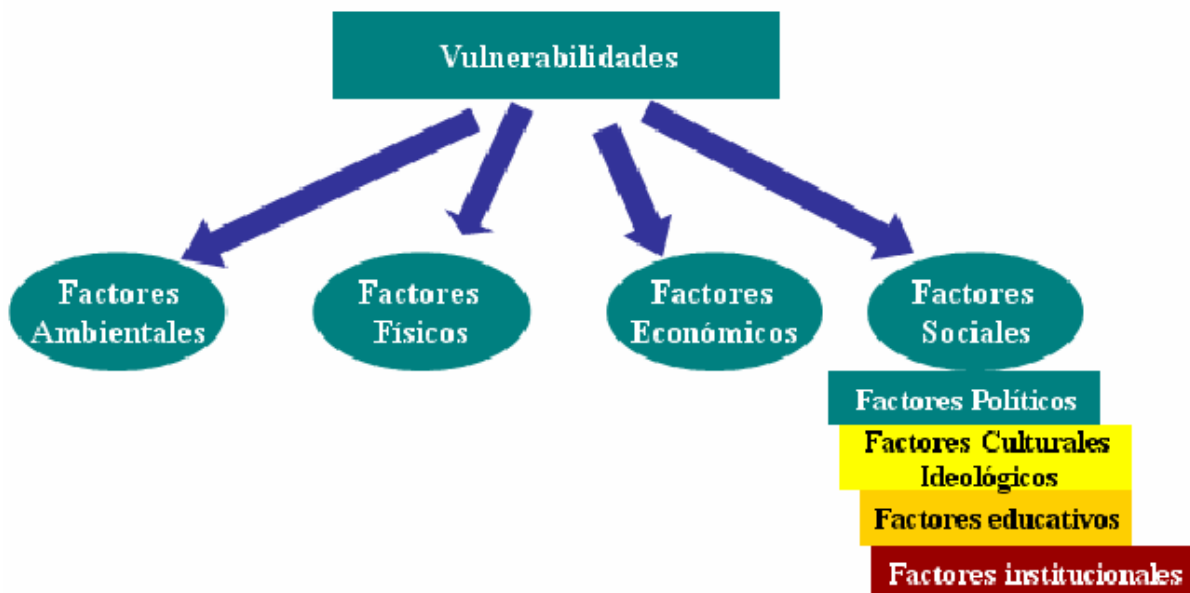 Vulnerabilidades
Factores
Ambientales
Factores
Físicos
Factores
Económicos
Factores
Sociales
Factores Políticos
Factores Culturales
Ideológicos
Factores educativos
Factores institucionales